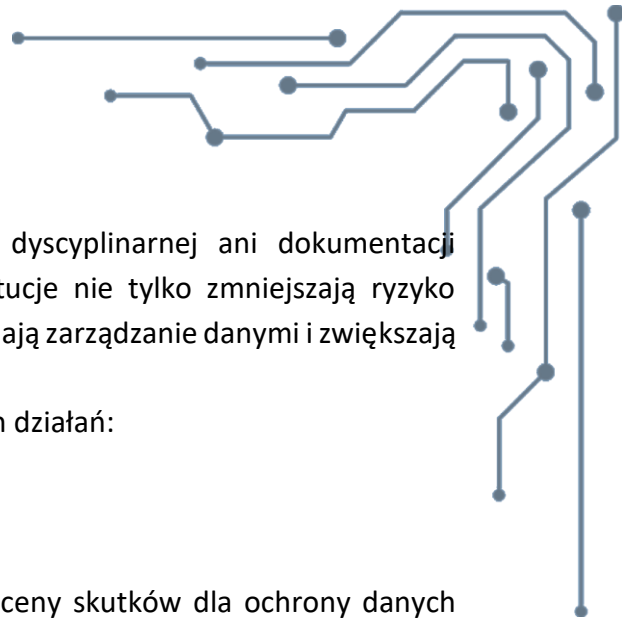 dyscyplinarnej ani dokumentacji
tucje nie tylko zmniejszają ryzyko
ają zarządzanie danymi i zwiększają
działań:
ceny skutków dla ochrony danych